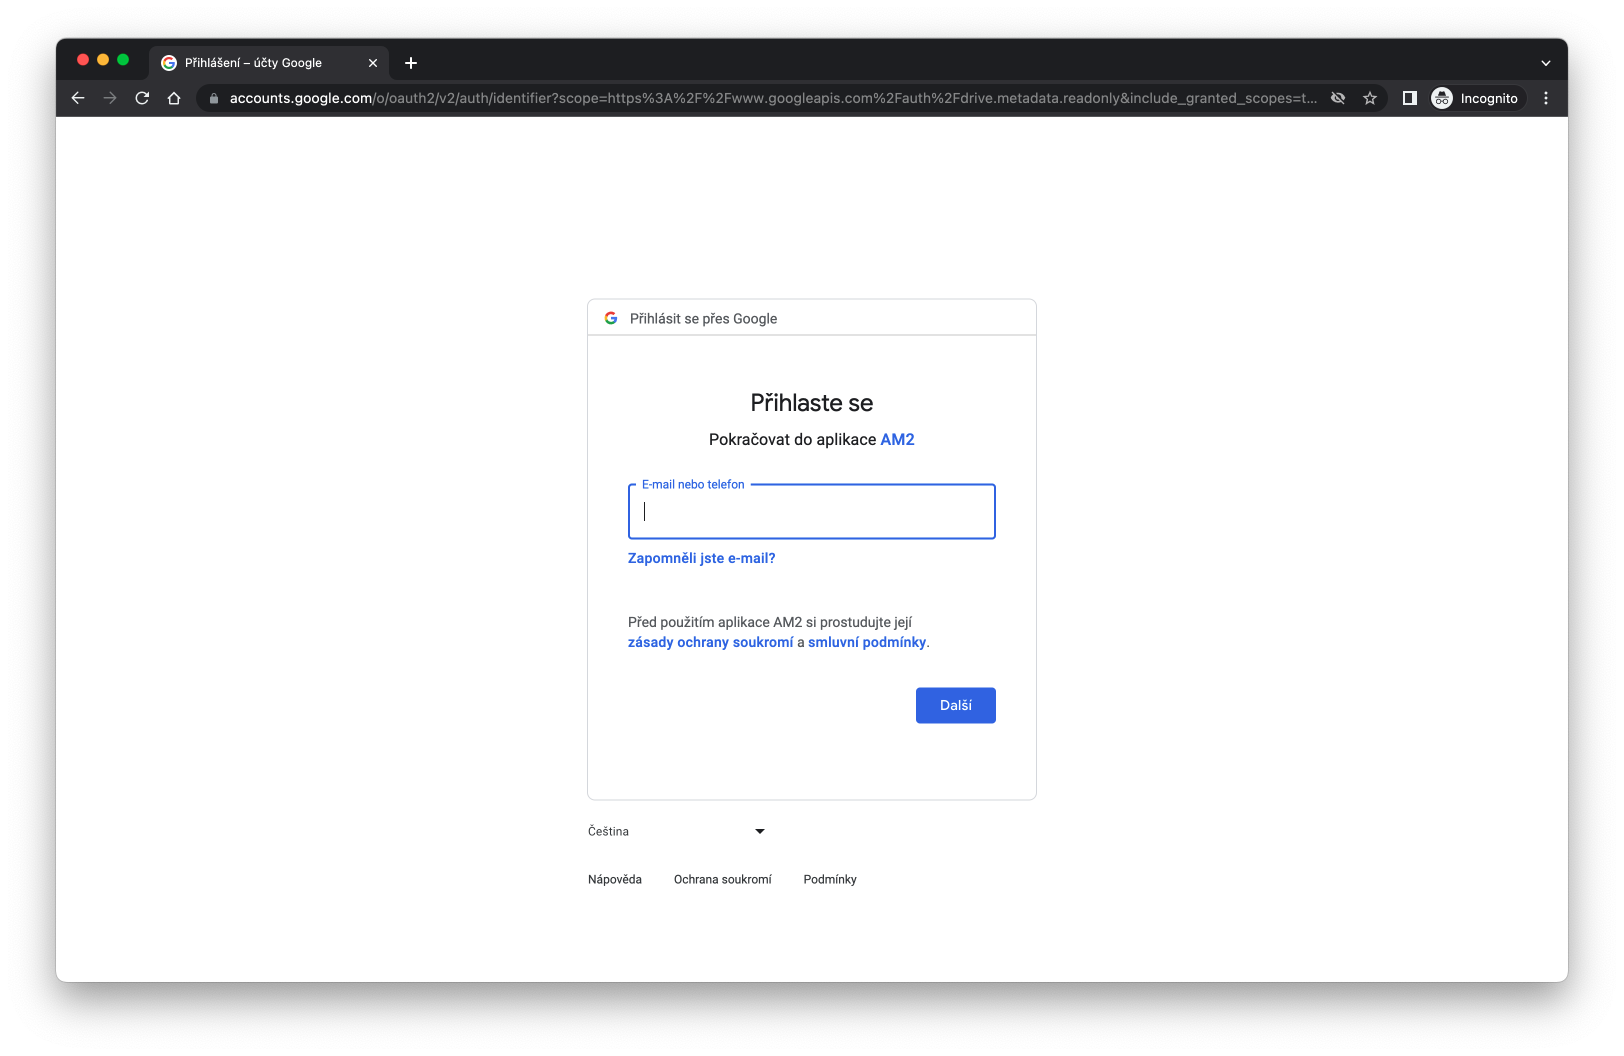 Přihlášení – účty Google
accounts.google.com/o/oauth2/v2/auth/identifier?scope=https%3A%2F%2Fwww.googleapis.com%2Fauth%2Fdrive.metadata.readonly&include_granted_scopes=t...
Incognito
Přihlásit se přes Google
Přihlaste se
Pokračovat do aplikace AM2
E-mail nebo telefon
Zapomněli jste e-mail?
Před použitím aplikace AM2 si prostudujte její
zásady ochrany soukromí a smluvní podmínky.
Další
Čeština
Nápověda Ochrana soukromí Podmínky